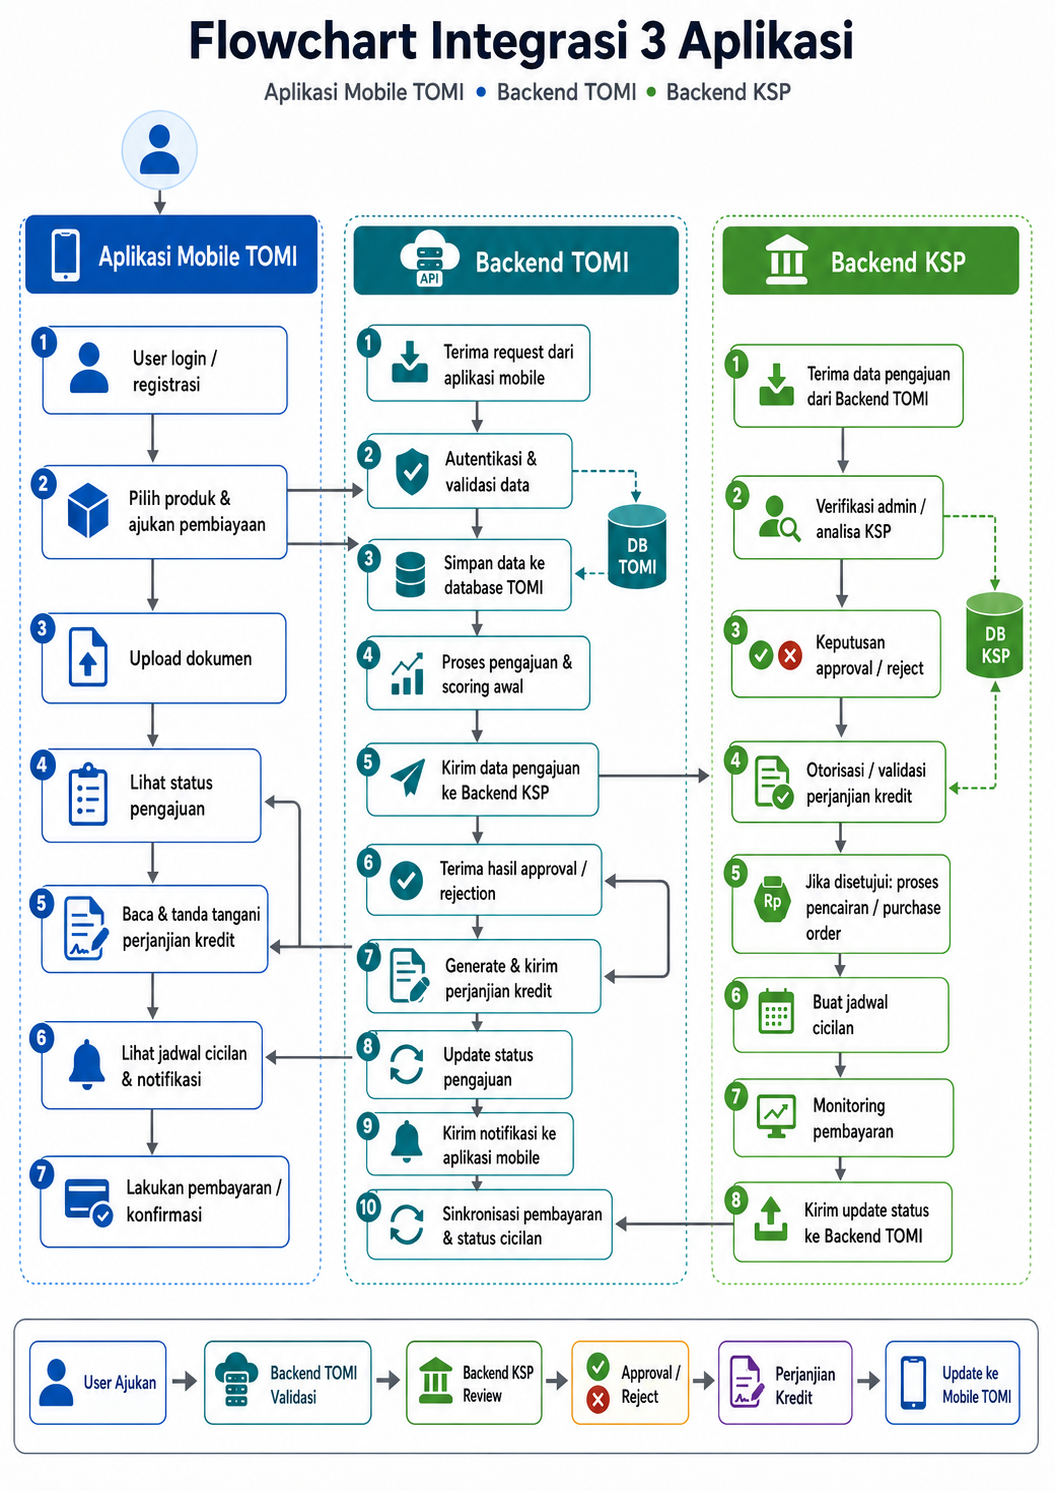 Flowchart Integrasi 3 Aplikasi
Aplikasi Mobile TOMI • Backend TOMI • Backend KSP
Aplikasi Mobile TOMI
1
User login /
registrasi
2
Pilih produk &
ajukan pembiayaan
3
Upload dokumen
4
Lihat status
pengajuan
5
Baca & tanda tangani
perjanjian kredit
6
Lihat jadwal cicilan
& notifikasi
7
Lakukan pembayaran /
konfirmasi
API
Backend TOMI
1
Terima request dari
aplikasi mobile
2
Autentikasi &
validasi data
DB
TOMI
3
Simpan data ke
database TOMI
4
Proses pengajuan &
scoring awal
5
Kirim data pengajuan
ke Backend KSP
6
Terima hasil approval /
rejection
7
Generate & kirim
perjanjian kredit
8
Update status
pengajuan
9
Kirim notifikasi ke
aplikasi mobile
10
Sinkronisasi pembayaran
& status cicilan
Backend KSP
1
Terima data pengajuan
dari Backend TOMI
2
Verifikasi admin /
analisa KSP
DB
KSP
3
Keputusan
approval / reject
4
Otorisasi / validasi
perjanjian kredit
5
Rp
Jika disetujui: proses
pencairan / purchase
order
6
Buat jadwal
cicilan
7
Monitoring
pembayaran
8
Kirim update status
ke Backend TOMI
User Ajukan
Backend TOMI
Validasi
Backend KSP
Review
Approval /
Reject
Perjanjian
Kredit
Update ke
Mobile TOMI